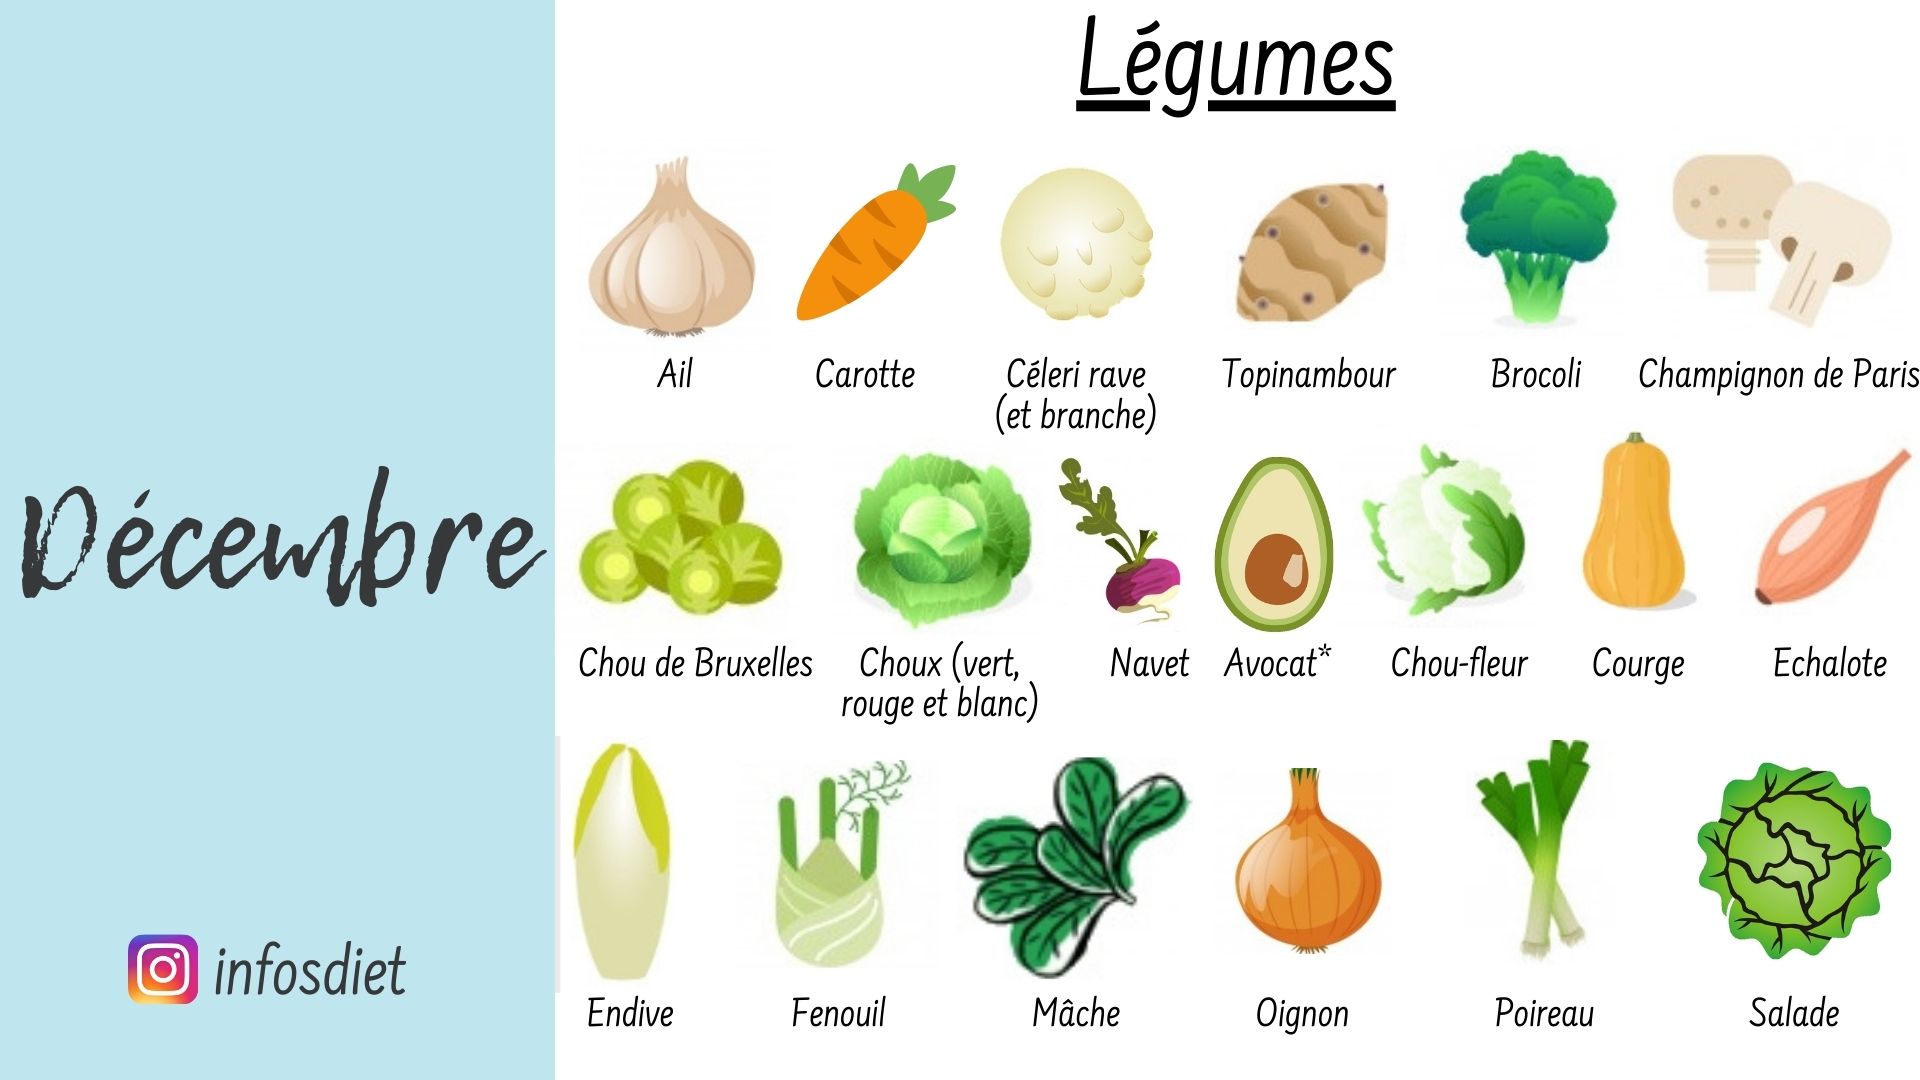 Légumes
Ail
Carotte
Céleri rave
(et branche)
Topinambour
Brocoli
Champignon de Paris
Décembre
Chou de Bruxelles
Choux (vert,
rouge et blanc)
Navet
Avocat*
Chou-fleur
Courge
Echalote
Endive
Fenouil
Mâche
Oignon
Poireau
Salade
infosdiet